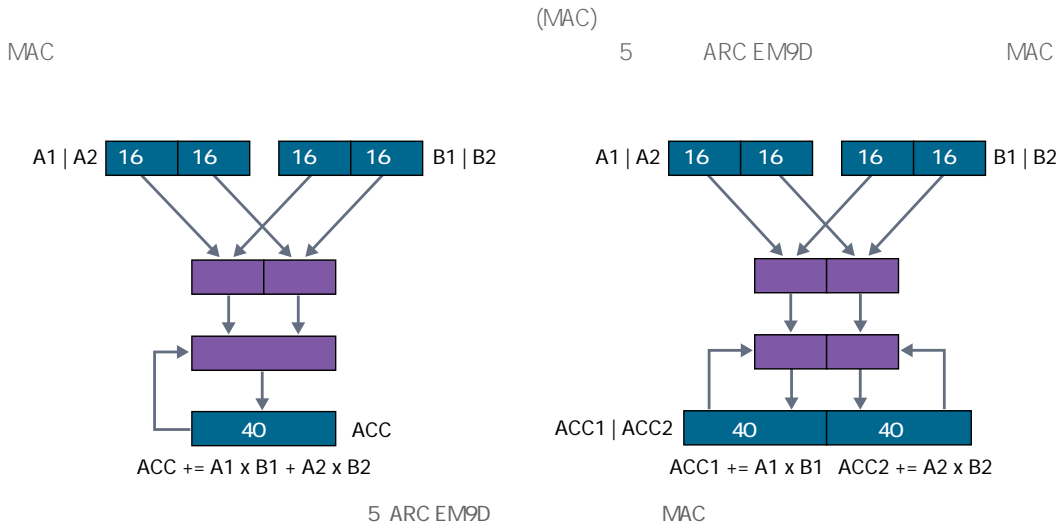 (MAC)
MAC 5 ARC EM9D MAC
A1 | A2 16 16 16 16 B1 | B2
A1 | A2 16 16 16 16 B1 | B2
40 ACC
ACC += A1 x B1 + A2 x B2
ACC1 | ACC2 40 40
ACC1 += A1 x B1 ACC2 += A2 x B2
5 ARC EM9D MAC